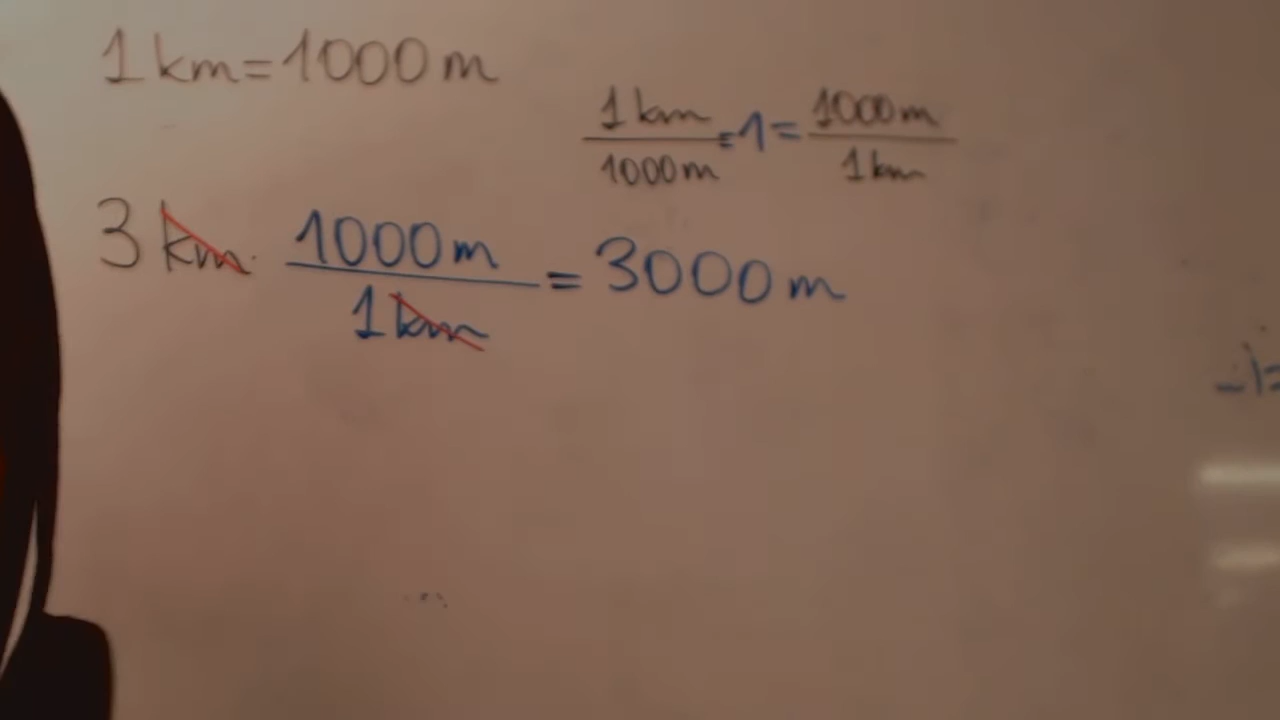 1 km = 1000 m
1 km / 1000 m = 1 = 1000 m / 1 km
3 km · 1000 m / 1 km = 3000 m